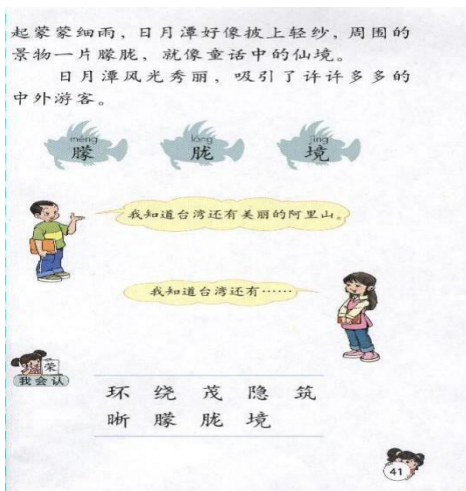 起蒙蒙细雨，日月潭好像披上轻纱，周围的
景物一片朦胧，就像童话中的仙境。
日月潭风光秀丽，吸引了许许多多的
中外游客。
méng lóng jìng
朦 胧 境
我知道台湾还有美丽的阿里山。
我知道台湾还有……
荣
我会认
环 绕 茂 隐 筑
晰 朦 胧 境
41